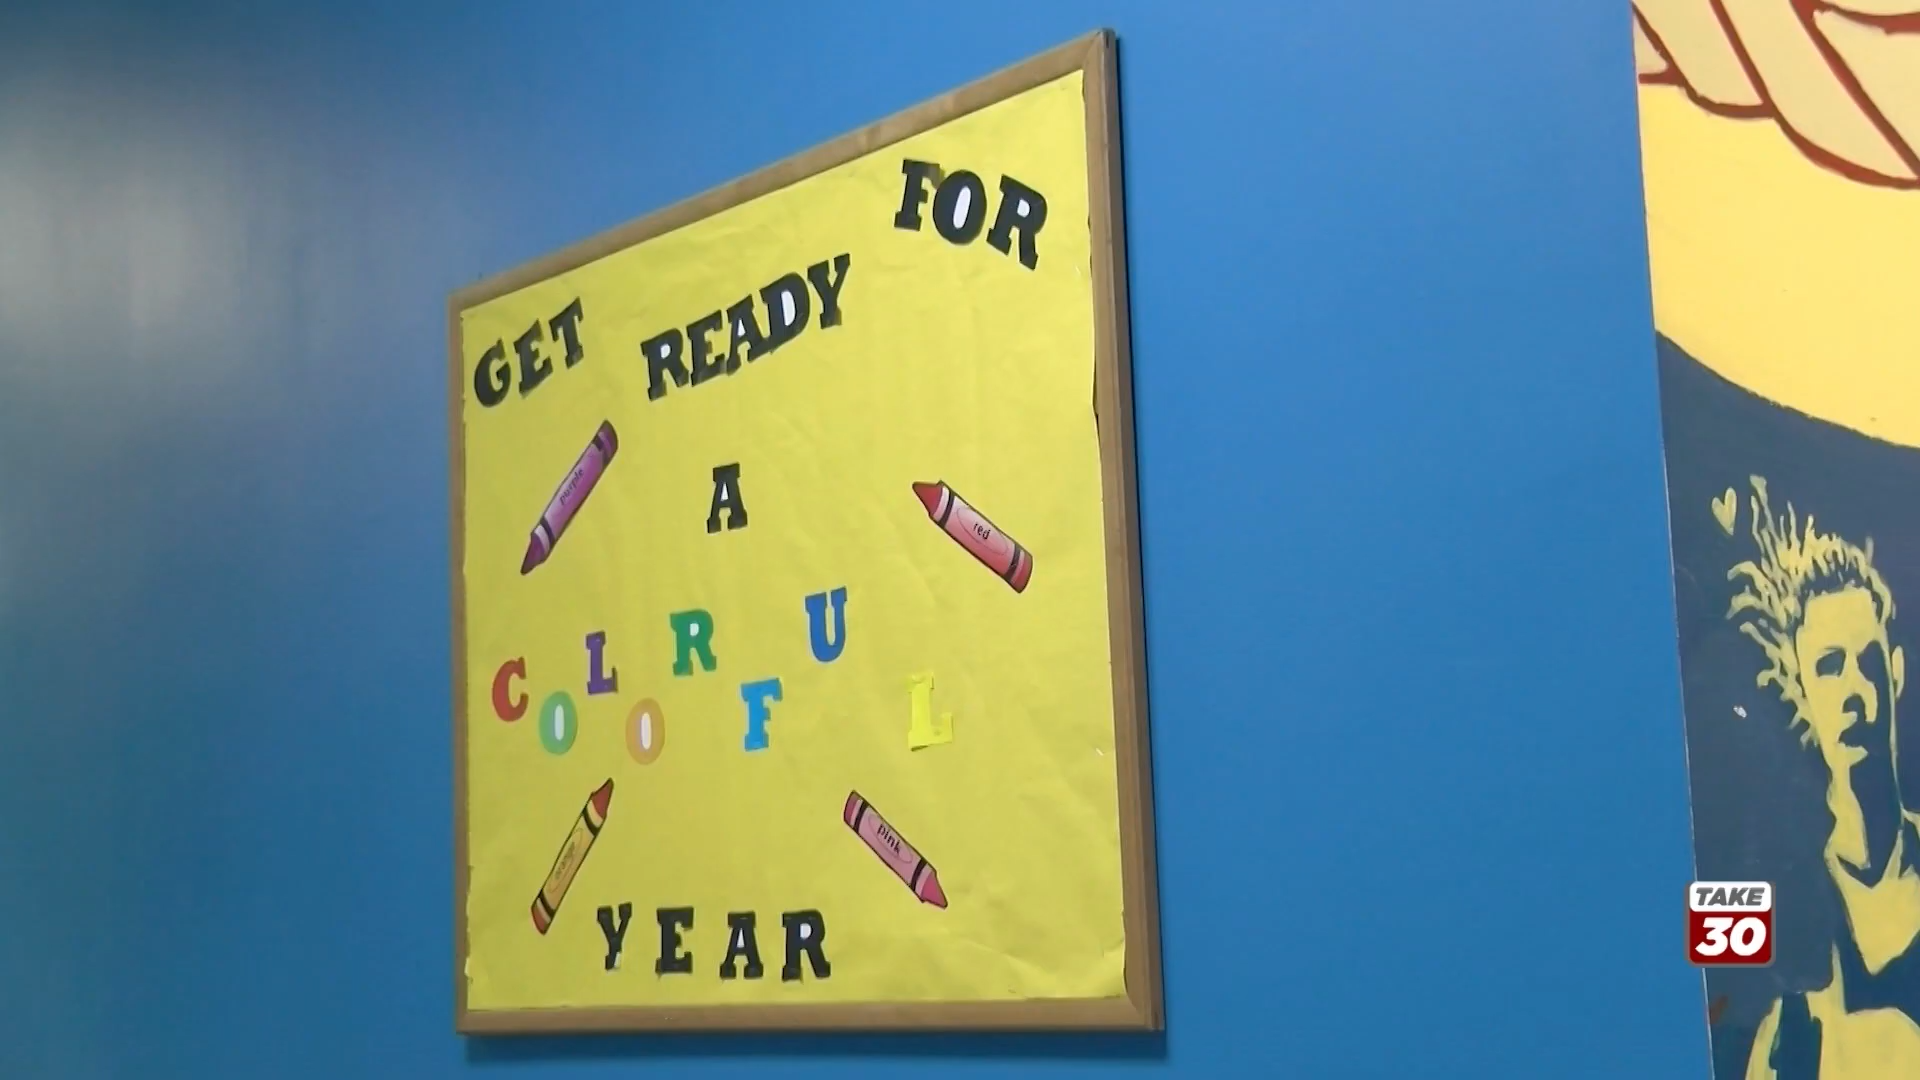 GET READY FOR
purple
A
red
COLORFUL
orange
pink
YEAR
TAKE
30